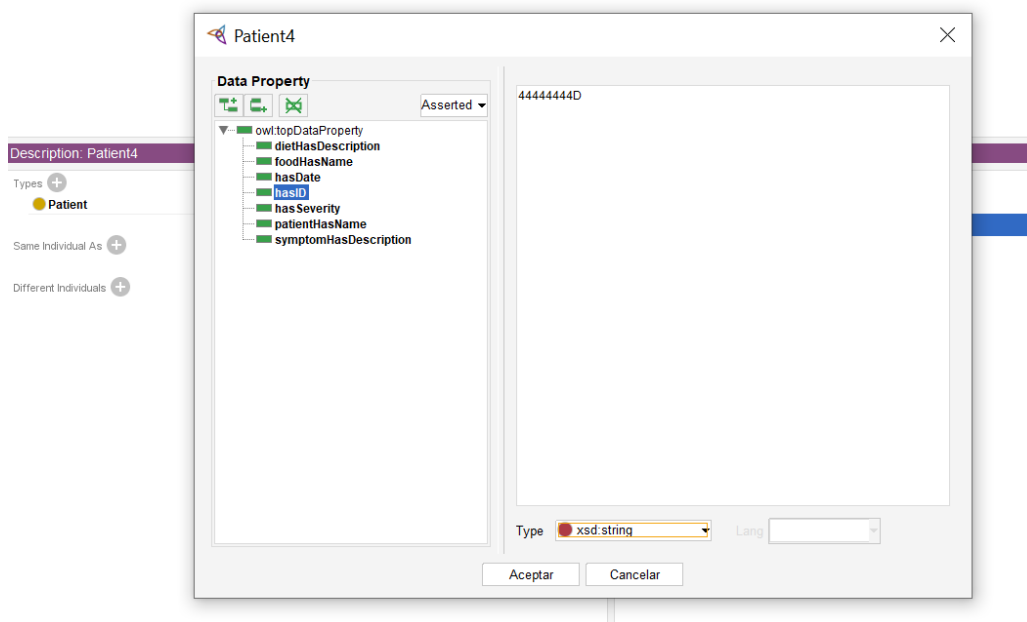 Patient4
Data Property
Asserted
owl:topDataProperty
dietHasDescription
foodHasName
hasDate
hasID
hasSeverity
patientHasName
symptomHasDescription
44444444D
Type xsd:string Lang
Aceptar Cancelar
Description: Patient4
Types
Patient
Same Individual As
Different Individuals